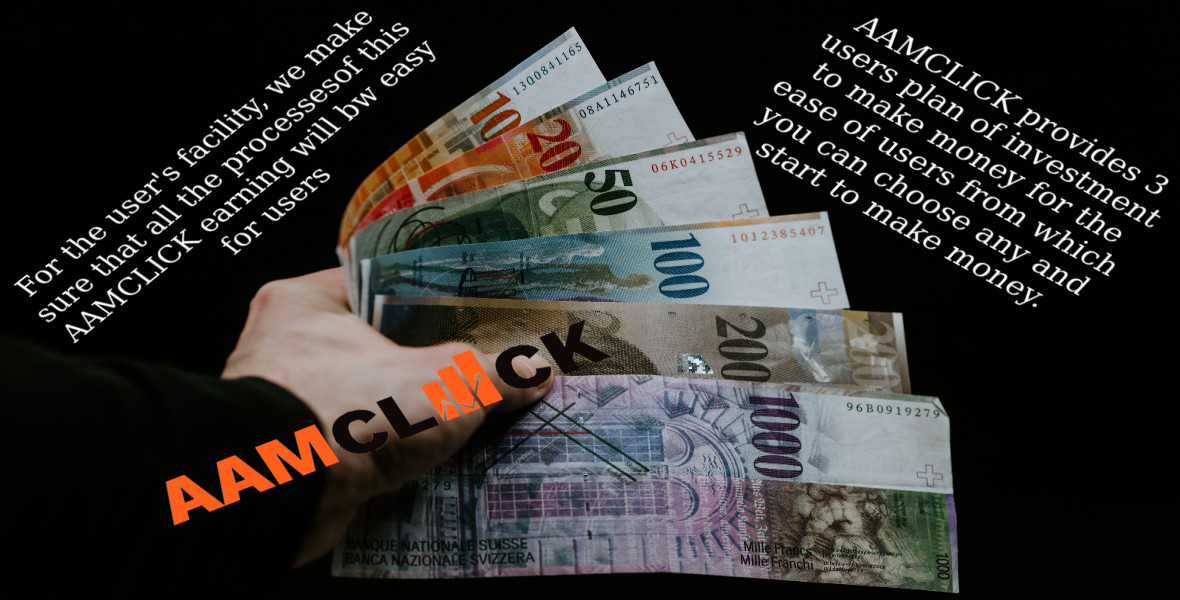 For the user's facility, we make
sure that all the processesof this
AAMCLICK earning will bw easy
for users
AAMCLICK provides 3
users plan of investment
to make money for the
ease of users from which
you can choose any and
start to make money.
1300841165
10
08A1146751
20
06K0415529
50
10J2385407
100
200
96B0919279
1000
AAMCLICK
BANQUE NATIONALE SUISSE
BANCA NAZIONALE SVIZZERA
Mille Francs
Mille Franchi
1000